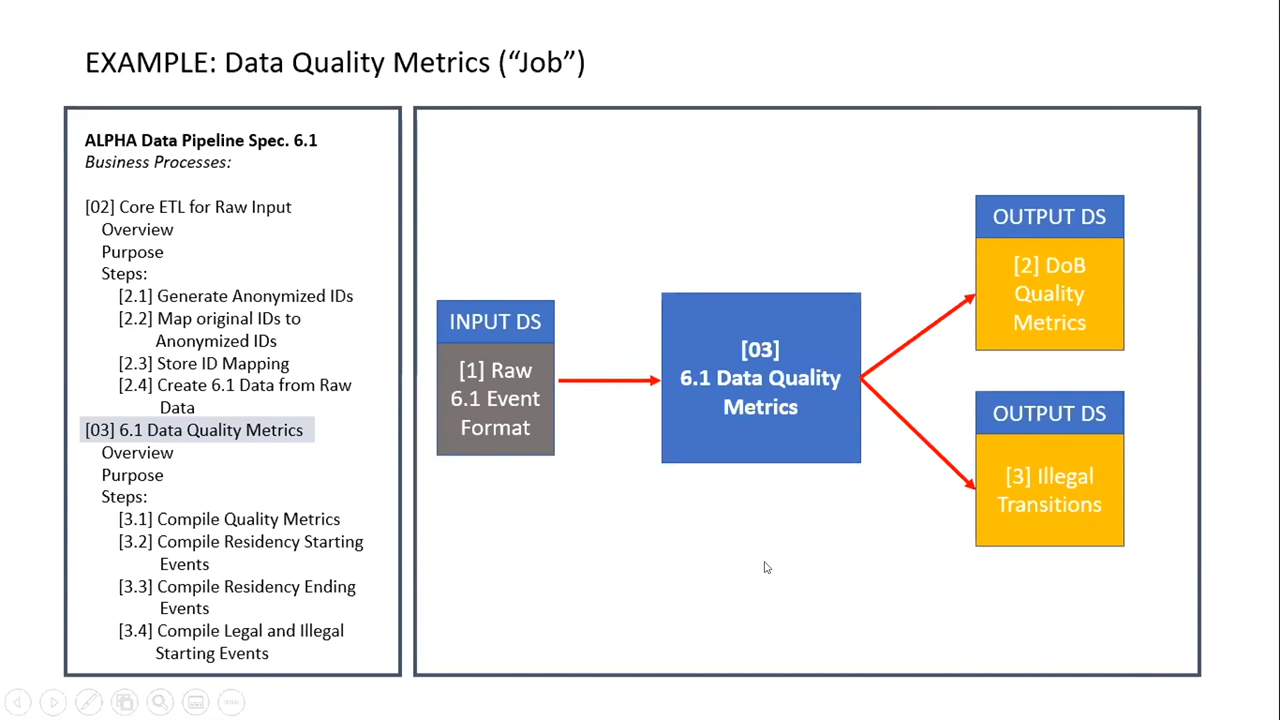 EXAMPLE: Data Quality Metrics (“Job”)
ALPHA Data Pipeline Spec. 6.1
Business Processes:
[02] Core ETL for Raw Input
Overview
Purpose
Steps:
[2.1] Generate Anonymized IDs
[2.2] Map original IDs to
Anonymized IDs
[2.3] Store ID Mapping
[2.4] Create 6.1 Data from Raw
Data
[03] 6.1 Data Quality Metrics
Overview
Purpose
Steps:
[3.1] Compile Quality Metrics
[3.2] Compile Residency Starting
Events
[3.3] Compile Residency Ending
Events
[3.4] Compile Legal and Illegal
Starting Events
INPUT DS
[1] Raw
6.1 Event
Format
[03]
6.1 Data Quality
Metrics
OUTPUT DS
[2] DoB
Quality
Metrics
OUTPUT DS
[3] Illegal
Transitions